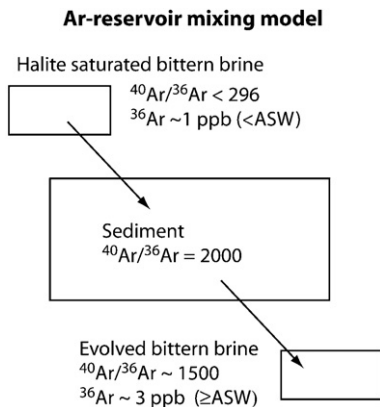 Ar-reservoir mixing model
Halite saturated bittern brine
⁴⁰Ar/³⁶Ar < 296
³⁶Ar ~1 ppb (<ASW)
Sediment
⁴⁰Ar/³⁶Ar = 2000
Evolved bittern brine
⁴⁰Ar/³⁶Ar ~ 1500
³⁶Ar ~ 3 ppb (≥ASW)